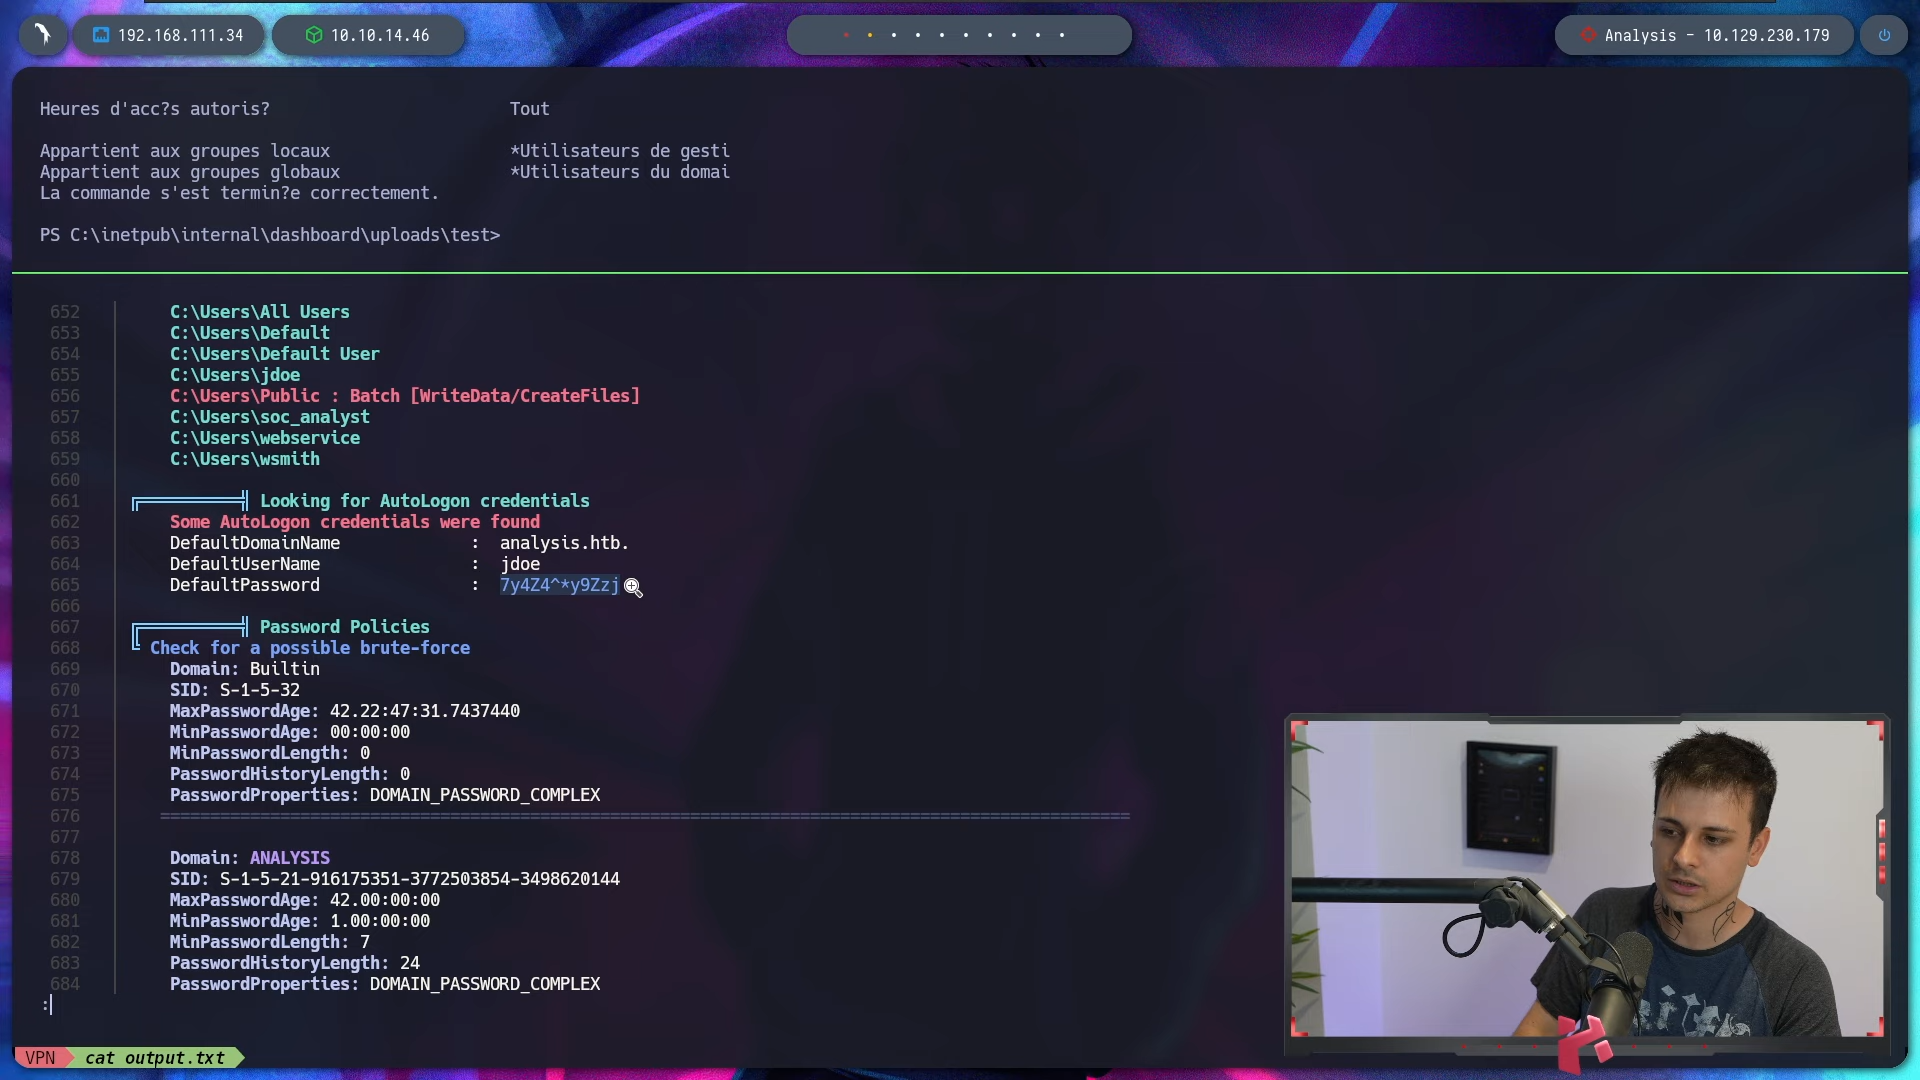 192.168.111.34
10.10.14.46
Analysis - 10.129.230.179
Heures d'acc?s autoris? Tout
Appartient aux groupes locaux *Utilisateurs de gesti
Appartient aux groupes globaux *Utilisateurs du domai
La commande s'est termin?e correctement.
PS C:\inetpub\internal\dashboard\uploads\test>
652 C:\Users\All Users
653 C:\Users\Default
654 C:\Users\Default User
655 C:\Users\jdoe
656 C:\Users\Public : Batch [WriteData/CreateFiles]
657 C:\Users\soc_analyst
658 C:\Users\webservice
659 C:\Users\wsmith
660
661 ╔══════════╣ Looking for AutoLogon credentials
662 Some AutoLogon credentials were found
663 DefaultDomainName : analysis.htb.
664 DefaultUserName : jdoe
665 DefaultPassword : 7y4Z4^*y9Zzj
666
667 ╔══════════╣ Password Policies
668 ╚ Check for a possible brute-force
669 Domain: Builtin
670 SID: S-1-5-32
671 MaxPasswordAge: 42.22:47:31.7437440
672 MinPasswordAge: 00:00:00
673 MinPasswordLength: 0
674 PasswordHistoryLength: 0
675 PasswordProperties: DOMAIN_PASSWORD_COMPLEX
676 =================================================================================================
677
678 Domain: ANALYSIS
679 SID: S-1-5-21-916175351-3772503854-3498620144
680 MaxPasswordAge: 42.00:00:00
681 MinPasswordAge: 1.00:00:00
682 MinPasswordLength: 7
683 PasswordHistoryLength: 24
684 PasswordProperties: DOMAIN_PASSWORD_COMPLEX
:
VPN cat output.txt